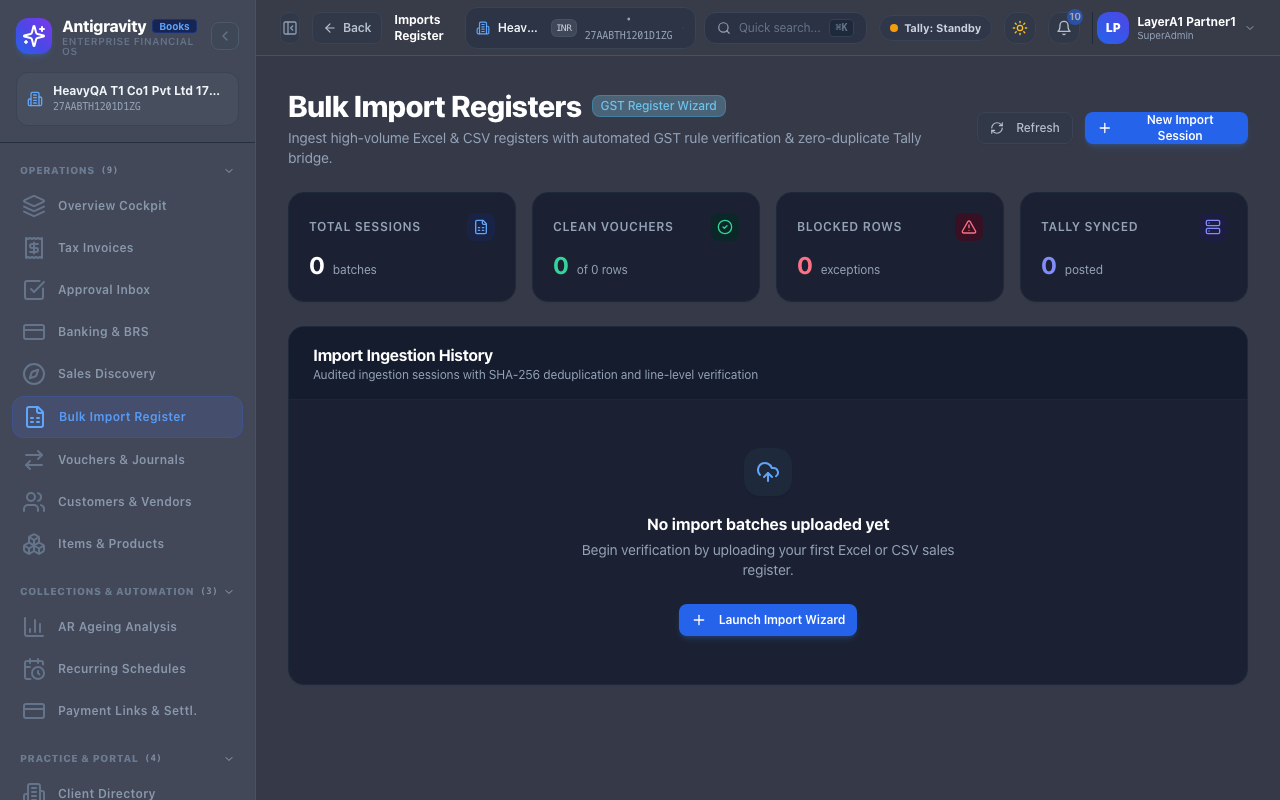 Antigravity Books
ENTERPRISE FINANCIAL
OS
HeavyQA T1 Co1 Pvt Ltd 17...
27AABTH1201D1ZG
OPERATIONS (9)
Overview Cockpit
Tax Invoices
Approval Inbox
Banking & BRS
Sales Discovery
Bulk Import Register
Vouchers & Journals
Customers & Vendors
Items & Products
COLLECTIONS & AUTOMATION (3)
AR Ageing Analysis
Recurring Schedules
Payment Links & Settl.
PRACTICE & PORTAL (4)
Client Directory
Back
Imports
Register
Heav... INR
27AABTH1201D1ZG
Quick search... ⌘K
Tally: Standby
10
LP
LayerA1 Partner1
SuperAdmin
Bulk Import Registers GST Register Wizard
Ingest high-volume Excel & CSV registers with automated GST rule verification & zero-duplicate Tally
bridge.
Refresh
New Import
Session
TOTAL SESSIONS
0 batches
CLEAN VOUCHERS
0 of 0 rows
BLOCKED ROWS
0 exceptions
TALLY SYNCED
0 posted
Import Ingestion History
Audited ingestion sessions with SHA-256 deduplication and line-level verification
No import batches uploaded yet
Begin verification by uploading your first Excel or CSV sales
register.
Launch Import Wizard